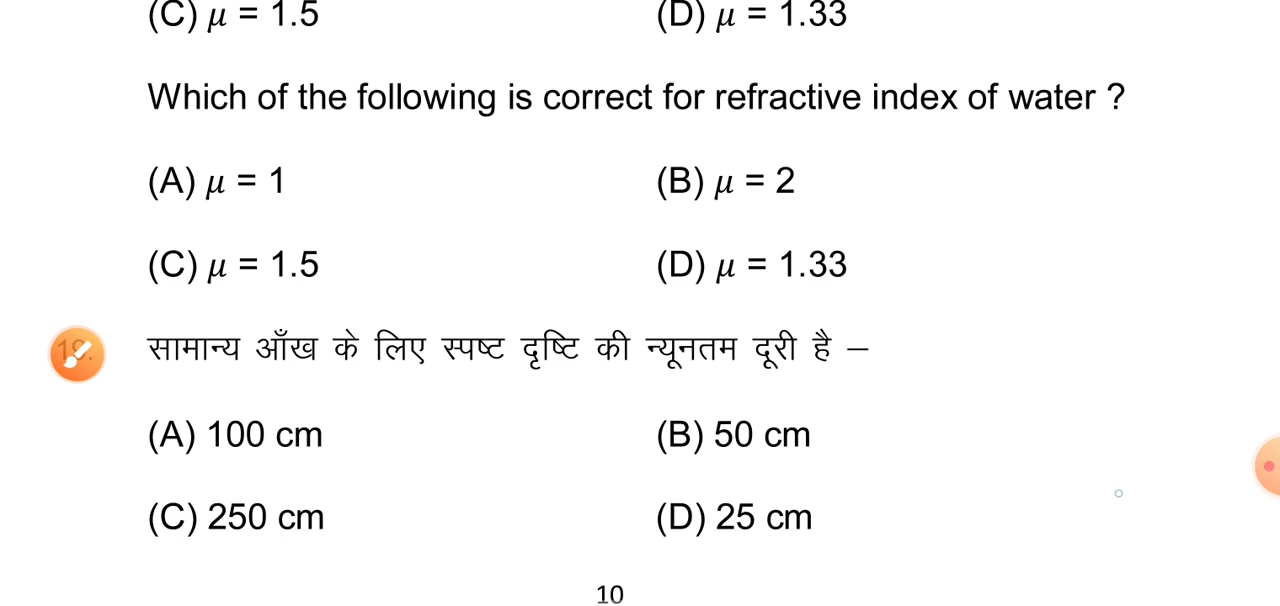 (C) μ = 1.5 (D) μ = 1.33
Which of the following is correct for refractive index of water ?
(A) μ = 1 (B) μ = 2
(C) μ = 1.5 (D) μ = 1.33
सामान्य आँख के लिए स्पष्ट दृष्टि की न्यूनतम दूरी है –
(A) 100 cm (B) 50 cm
(C) 250 cm (D) 25 cm
10